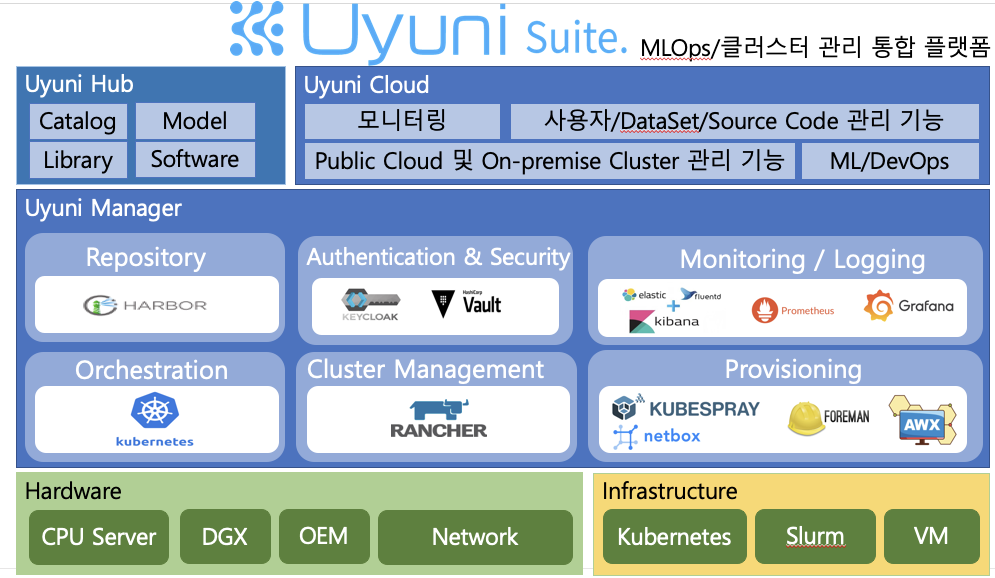 Uyuni Suite.
MLOps/클러스터 관리 통합 플랫폼
Uyuni Hub
Catalog
Model
Library
Software
Uyuni Cloud
모니터링
사용자/DataSet/Source Code 관리 기능
Public Cloud 및 On-premise Cluster 관리 기능
ML/DevOps
Uyuni Manager
Repository
HARBOR
Authentication & Security
KEYCLOAK
HashiCorp
Vault
Monitoring / Logging
elastic
fluentd
+
kibana
Prometheus
Grafana
Orchestration
kubernetes
Cluster Management
RANCHER
Provisioning
KUBESPRAY
netbox
FOREMAN
AWX
Hardware
CPU Server
DGX
OEM
Network
Infrastructure
Kubernetes
Slurm
VM